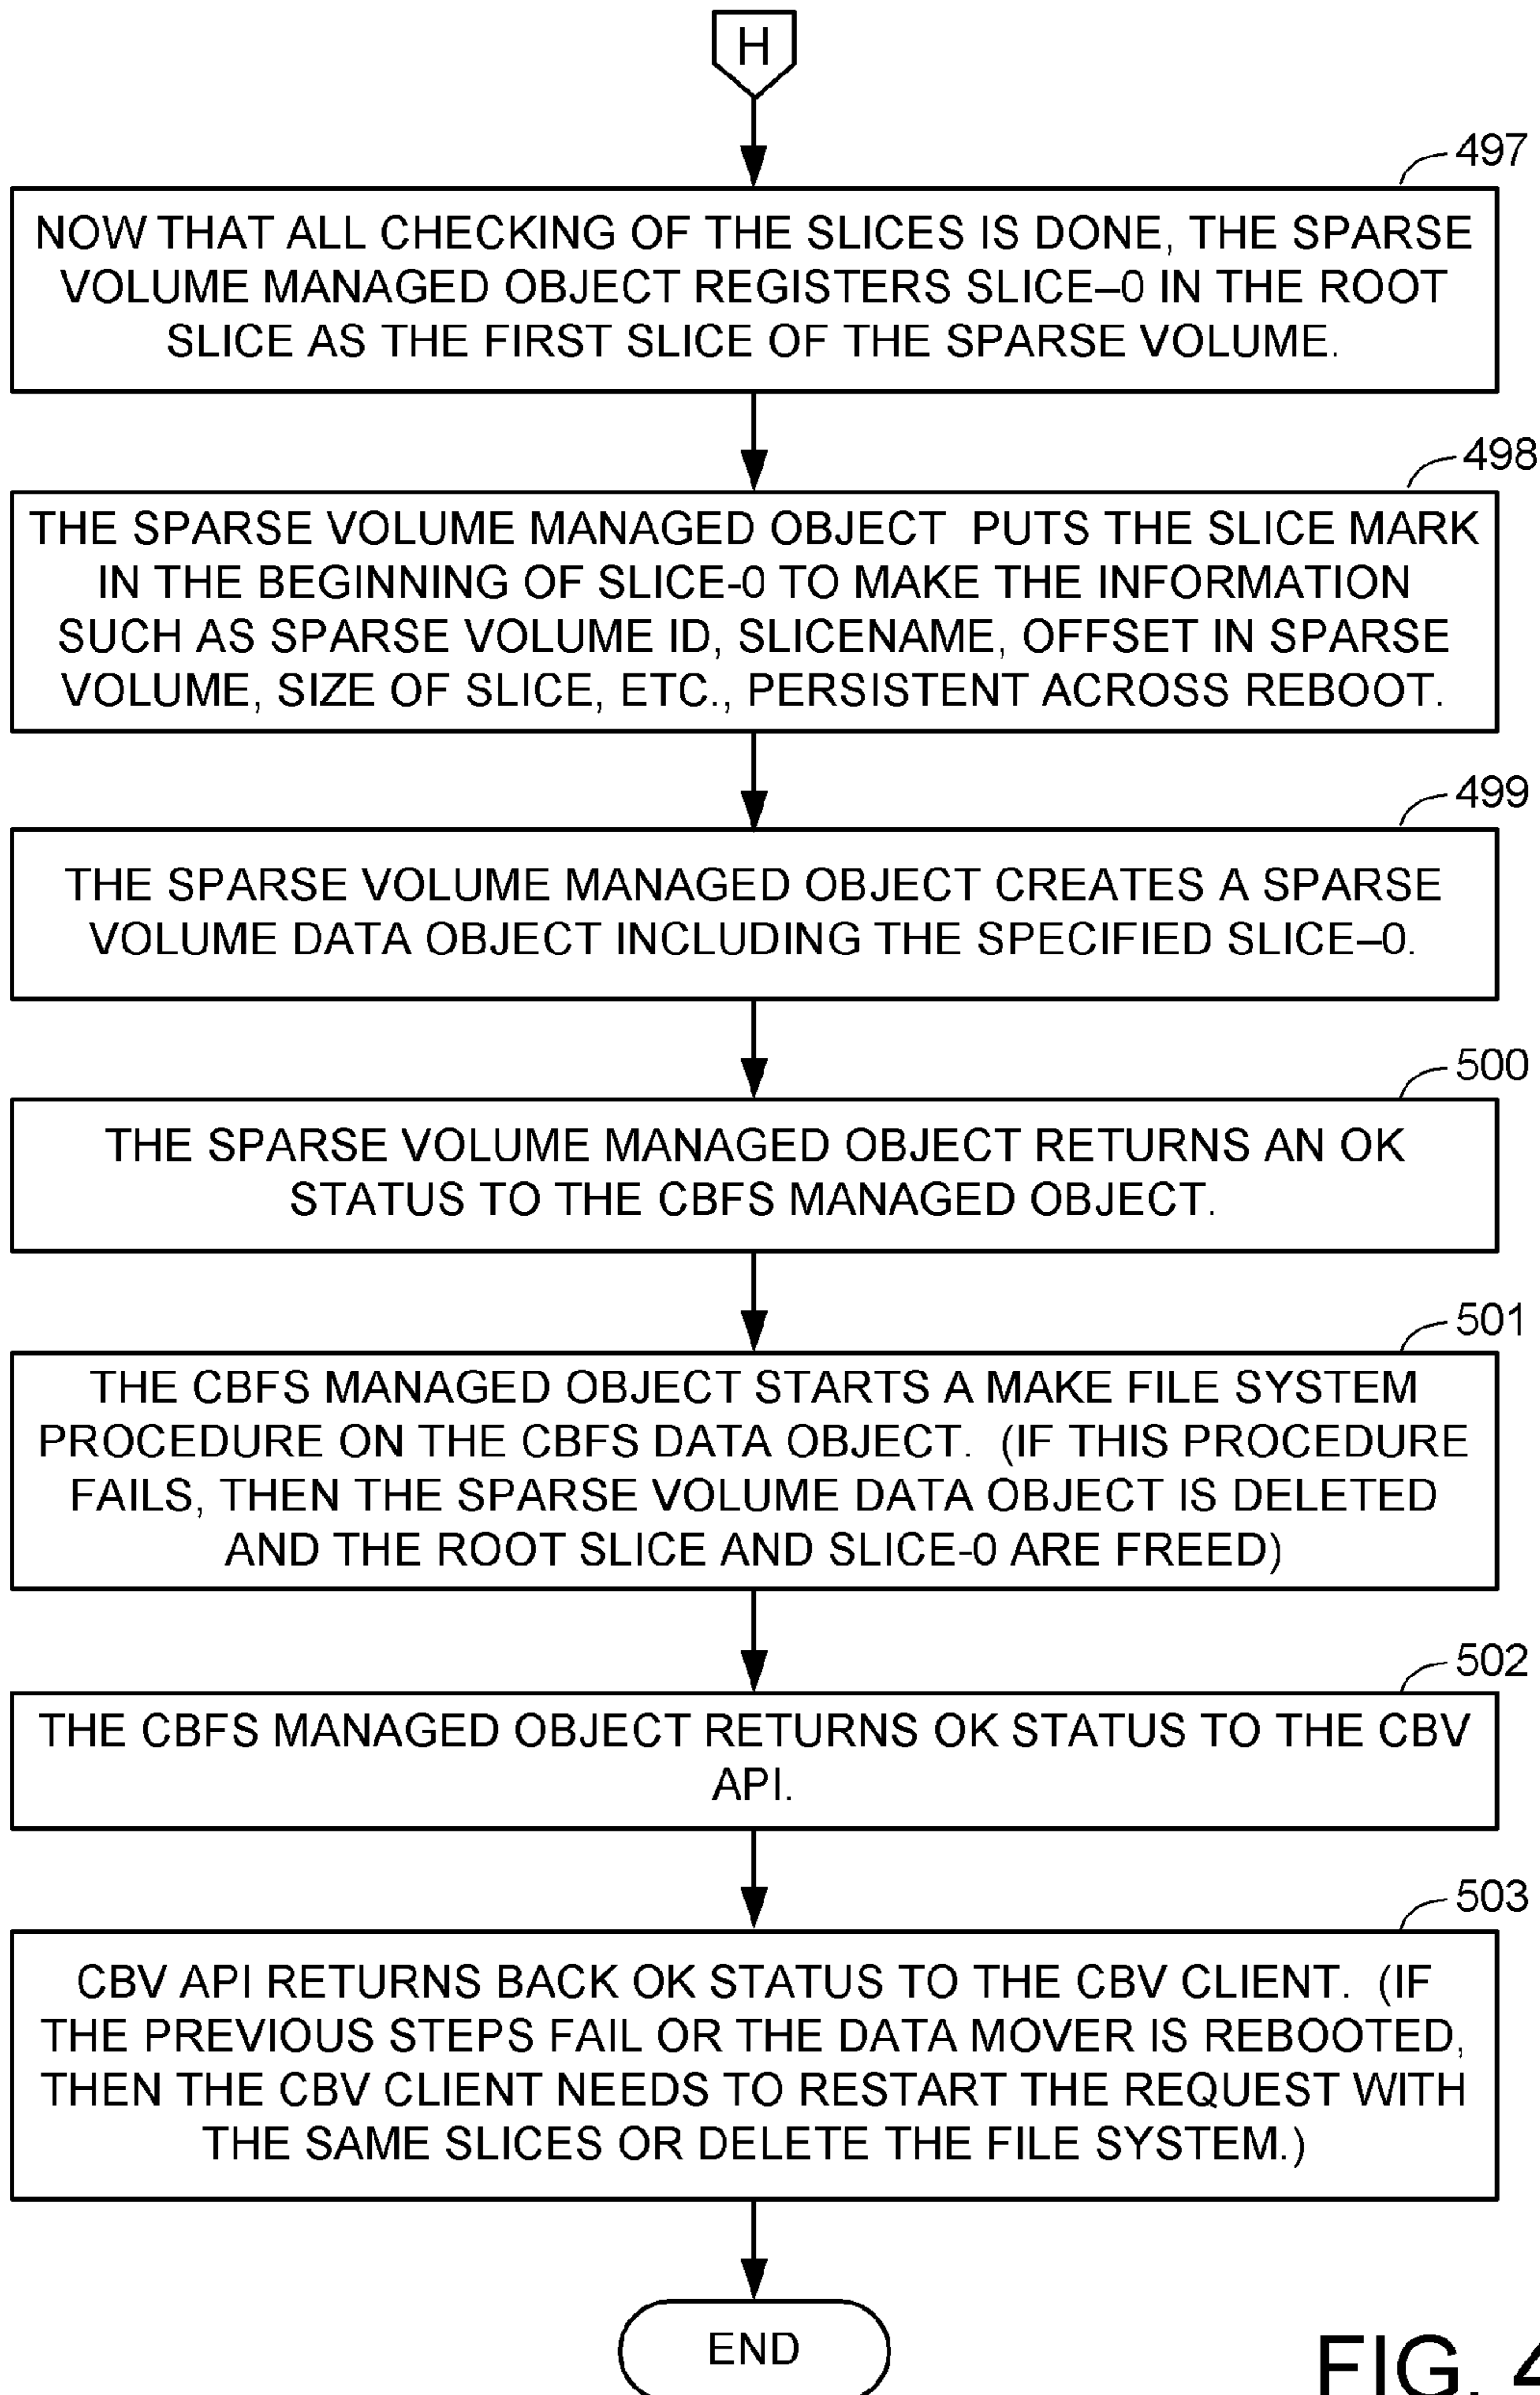 H
497
NOW THAT ALL CHECKING OF THE SLICES IS DONE, THE SPARSE
VOLUME MANAGED OBJECT REGISTERS SLICE–0 IN THE ROOT
SLICE AS THE FIRST SLICE OF THE SPARSE VOLUME.
498
THE SPARSE VOLUME MANAGED OBJECT PUTS THE SLICE MARK
IN THE BEGINNING OF SLICE-0 TO MAKE THE INFORMATION
SUCH AS SPARSE VOLUME ID, SLICENAME, OFFSET IN SPARSE
VOLUME, SIZE OF SLICE, ETC., PERSISTENT ACROSS REBOOT.
499
THE SPARSE VOLUME MANAGED OBJECT CREATES A SPARSE
VOLUME DATA OBJECT INCLUDING THE SPECIFIED SLICE–0.
500
THE SPARSE VOLUME MANAGED OBJECT RETURNS AN OK
STATUS TO THE CBFS MANAGED OBJECT.
501
THE CBFS MANAGED OBJECT STARTS A MAKE FILE SYSTEM
PROCEDURE ON THE CBFS DATA OBJECT. (IF THIS PROCEDURE
FAILS, THEN THE SPARSE VOLUME DATA OBJECT IS DELETED
AND THE ROOT SLICE AND SLICE-0 ARE FREED)
502
THE CBFS MANAGED OBJECT RETURNS OK STATUS TO THE CBV
API.
503
CBV API RETURNS BACK OK STATUS TO THE CBV CLIENT. (IF
THE PREVIOUS STEPS FAIL OR THE DATA MOVER IS REBOOTED,
THEN THE CBV CLIENT NEEDS TO RESTART THE REQUEST WITH
THE SAME SLICES OR DELETE THE FILE SYSTEM.)
END
FIG.